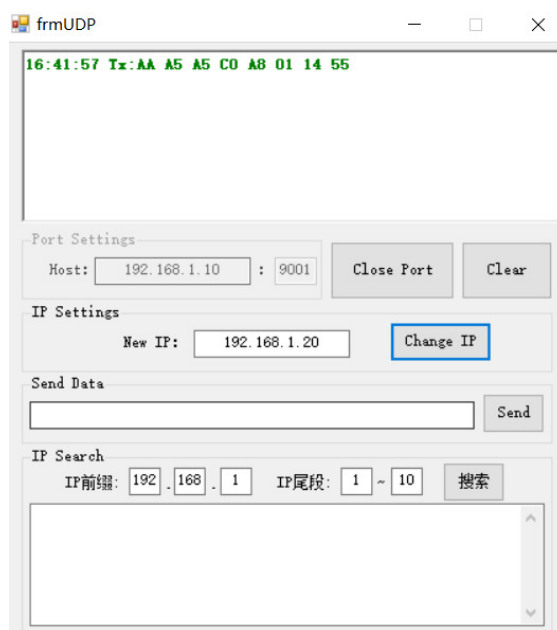 frmUDP
16:41:57 Tx:AA A5 A5 C0 A8 01 14 55
Port Settings
Host: 192.168.1.10 : 9001 Close Port Clear
IP Settings
New IP: 192.168.1.20 Change IP
Send Data
Send
IP Search
IP前缀: 192 . 168 . 1 IP尾段: 1 ~ 10 搜索